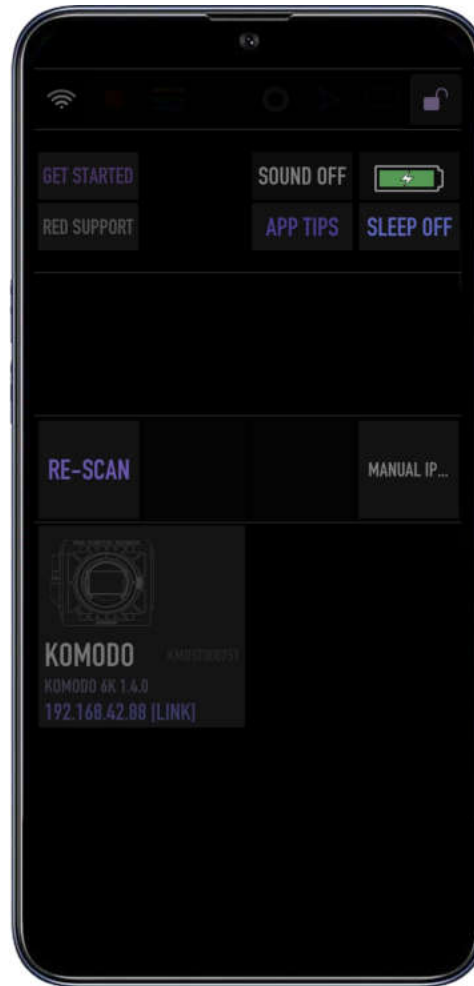 GET STARTED
SOUND OFF
RED SUPPORT
APP TIPS
SLEEP OFF
RE-SCAN
MANUAL IP...
KOMODO
KOMODO 6K 1.4.0
192.168.42.88 [LINK]